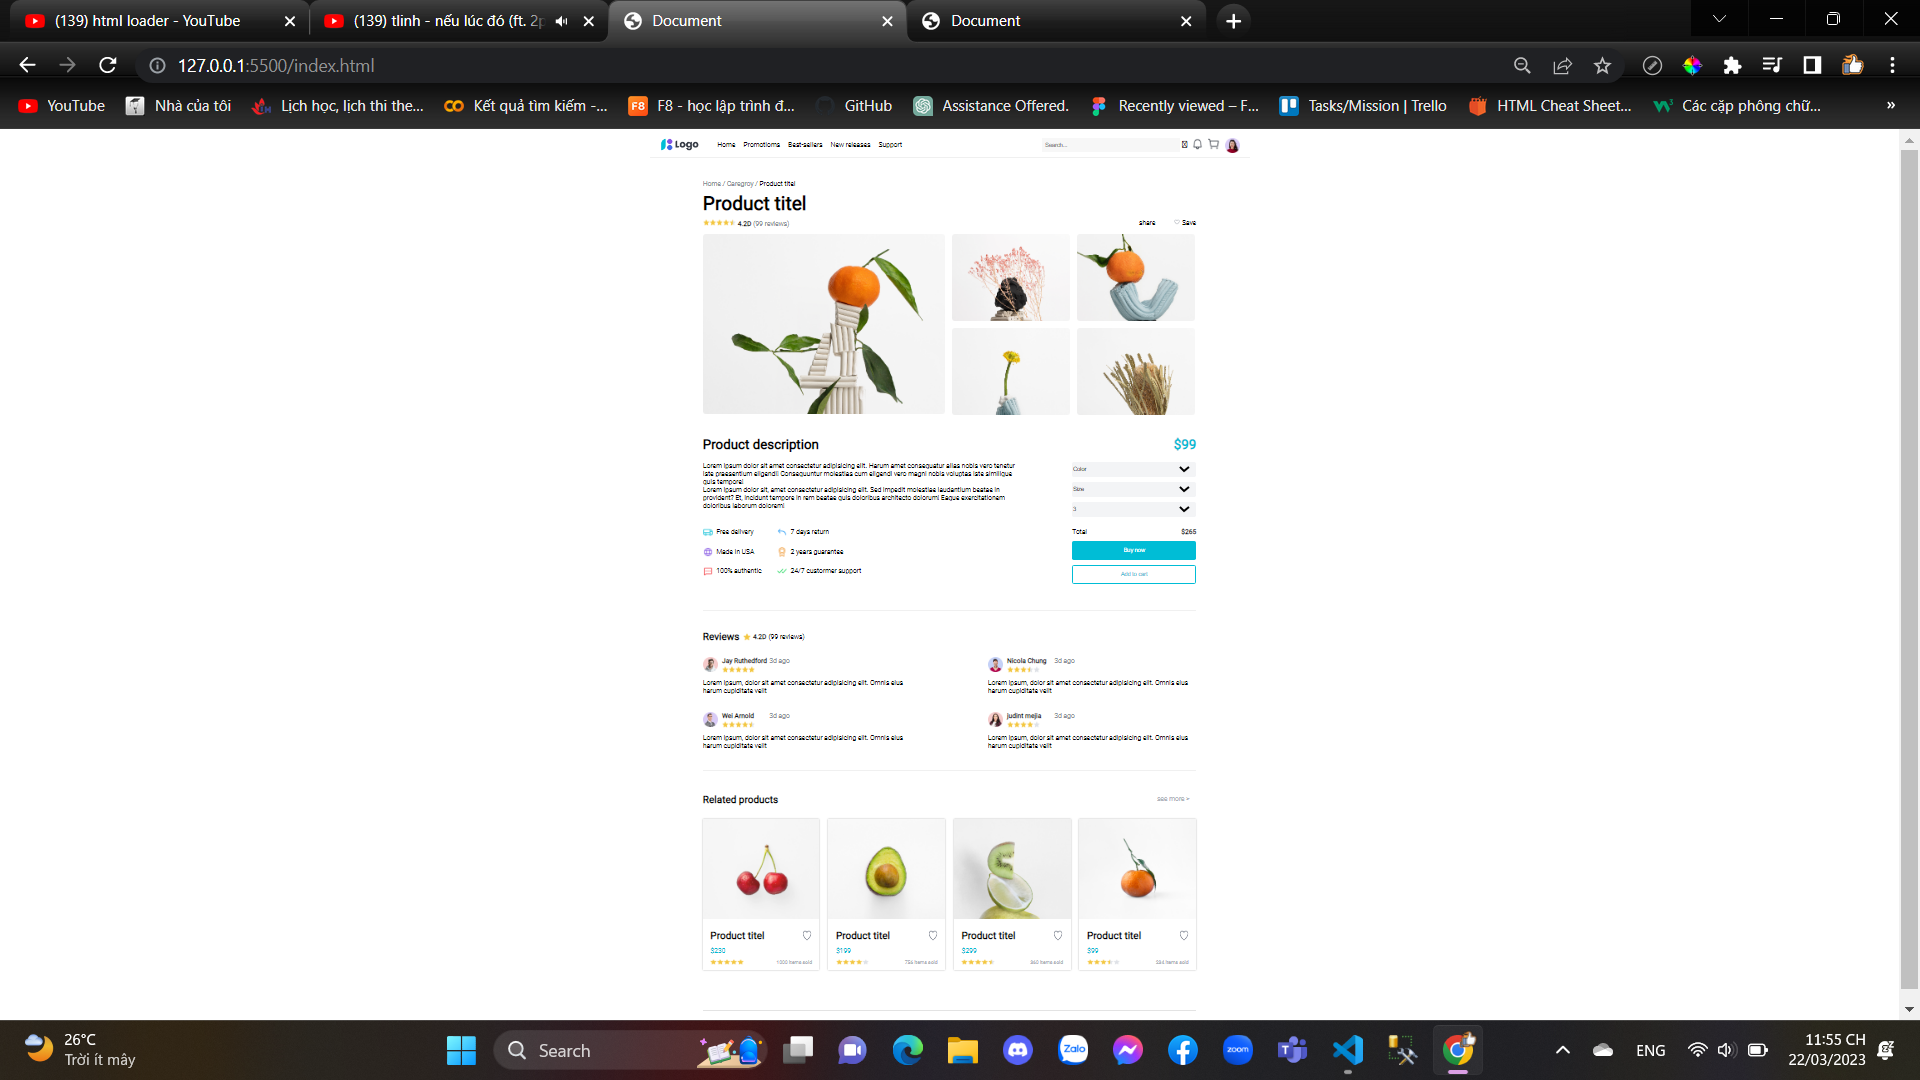 (139) html loader - YouTube
(139) tlinh - nếu lúc đó (ft. 2p
Document
Document
127.0.0.1:5500/index.html
YouTube
Nhà của tôi
Lịch học, lịch thi the...
Kết quả tìm kiếm -...
F8
F8 - học lập trình đ...
GitHub
Assistance Offered.
Recently viewed – F...
Tasks/Mission | Trello
HTML Cheat Sheet...
Các cặp phông chữ...
»
Logo
Home
Promotioms
Best-sellers
New releases
Support
Search...
Home / Caregroy / Product titel
Product titel
4.2D (99 reviews)
share
Save
Product description
$99
Lorem ipsum dolor sit amet consectetur adipisicing elit. Harum amet consequatur alias nobis vero tenetur
iste praesentium eligendi. Consequuntur molestias cum eligendi vero magni nobis voluptas iste similique
quis tempore!
Lorem ipsum dolor sit, amet consectetur adipisicing elit. Sed impedit molestiae laudantium beatae in
provident? Et, incidunt tempore in rem beatae quis doloribus architecto dolorum! Eaque exercitationem
doloribus laborum dolorem!
Color
Size
3
Free delivery
7 days return
Made in USA
2 years guarantee
100% authentic
24/7 custormer support
Total
$265
Buy now
Add to cart
Reviews
4.2D (99 reviews)
Jay Ruthedford 3d ago
Lorem ipsum, dolor sit amet consectetur adipisicing elit. Omnis eius
harum cupiditate velit
Nicola Chung 3d ago
Lorem ipsum, dolor sit amet consectetur adipisicing elit. Omnis eius
harum cupiditate velit
Wei Arnold 3d ago
Lorem ipsum, dolor sit amet consectetur adipisicing elit. Omnis eius
harum cupiditate velit
judint mejia 3d ago
Lorem ipsum, dolor sit amet consectetur adipisicing elit. Omnis eius
harum cupiditate velit
Related products
see more >
Product titel
$230
1000 items sold
Product titel
$199
756 items sold
Product titel
$299
items sold
Product titel
$99
items sold
26°C
Trời ít mây
Search
Zalo
zoom
ENG
11:55 CH
22/03/2023